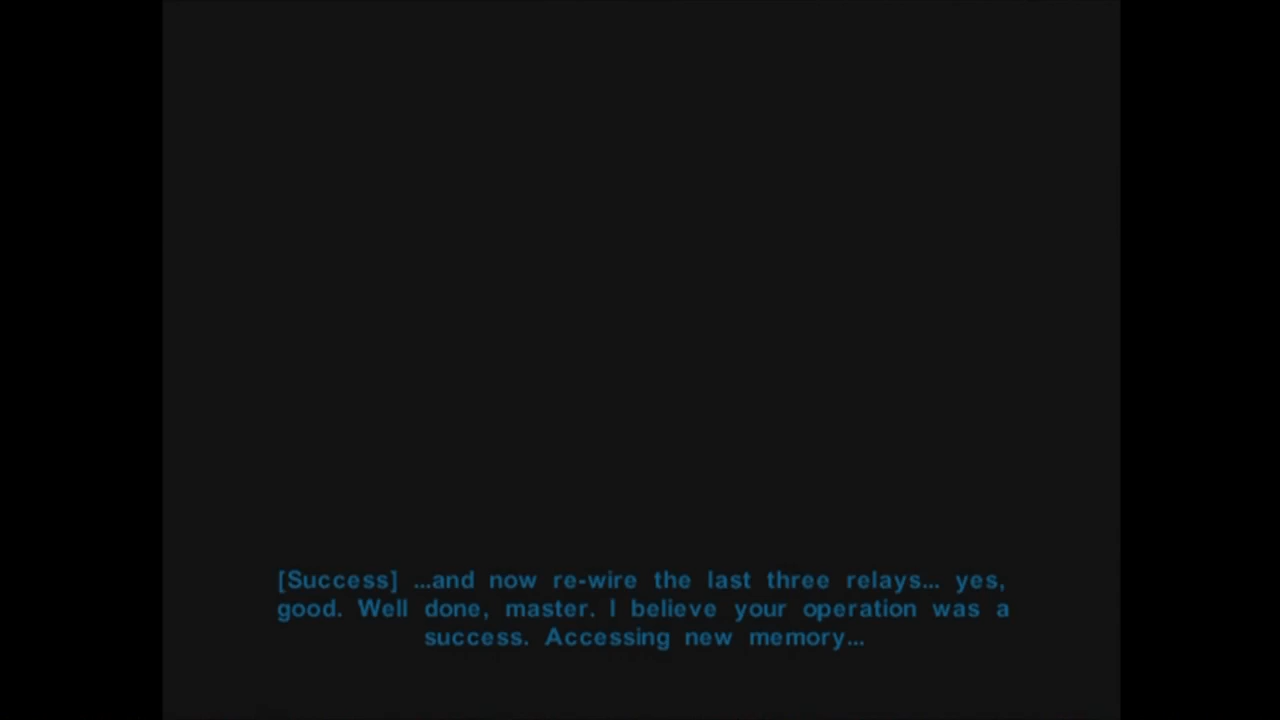 [Success] ...and now re-wire the last three relays... yes,
good. Well done, master. I believe your operation was a
success. Accessing new memory...